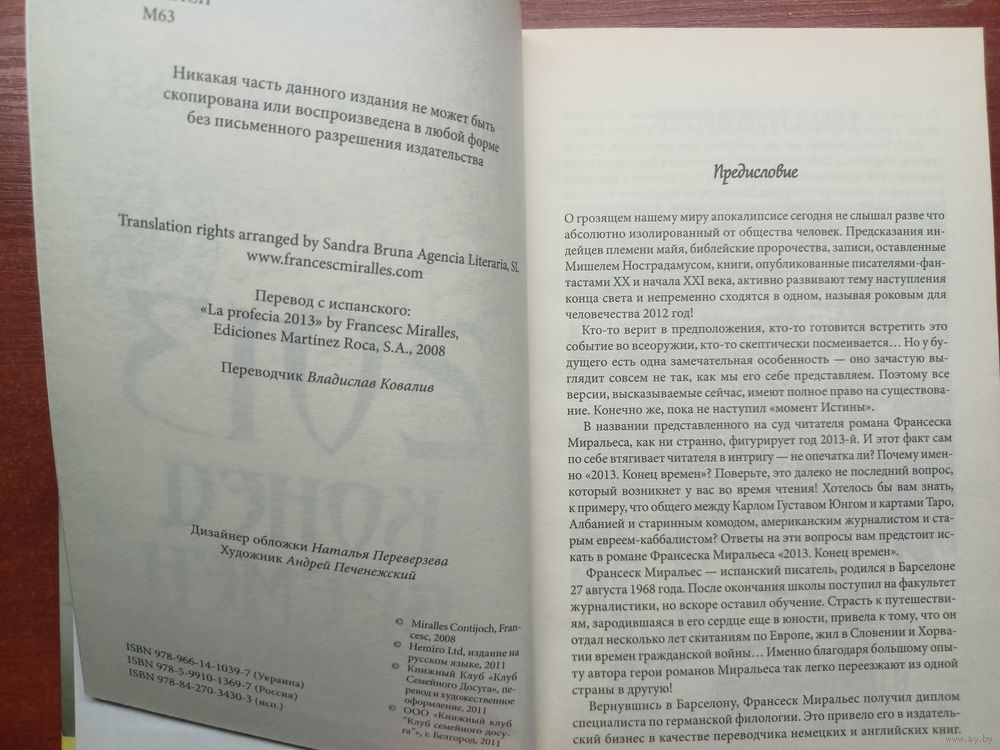 М63
Никакая часть данного издания не может быть
скопирована или воспроизведена в любой форме
без письменного разрешения издательства
Translation rights arranged by Sandra Bruna Agencia Literaria, SL
www.francescmiralles.com
Перевод с испанского:
«La profecia 2013» by Francesc Miralles,
Ediciones Martínez Roca, S.A., 2008
Переводчик Владислав Ковалив
Дизайнер обложки Наталья Переверзева
Художник Андрей Печенежский
ISBN 978-966-14-1039-7 (Украина)
ISBN 978-5-9910-1369-7 (Россия)
ISBN 978-84-270-3430-3 (исп.)
© Miralles Contijoch, Fran-
cesc, 2008
© Hemiro Ltd, издание на
русском языке, 2011
© Книжный Клуб «Клуб
Семейного Досуга», пе-
ревод и художественное
оформление, 2011
© ООО «Книжный клуб
"Клуб семейного досу-
га"», г. Белгород, 2011
Предисловие
О грозящем нашему миру апокалипсисе сегодня не слышал разве что
абсолютно изолированный от общества человек. Предсказания ин-
дейцев племени майя, библейские пророчества, записи, оставленные
Мишелем Нострадамусом, книги, опубликованные писателями-фан-
тастами XX и начала XXI века, активно развивают тему наступления
конца света и непременно сходятся в одном, называя роковым для
человечества 2012 год!
Кто-то верит в предположения, кто-то готовится встретить это
событие во всеоружии, кто-то скептически посмеивается... Но у бу-
дущего есть одна замечательная особенность — оно зачастую вы-
глядит совсем не так, как мы его себе представляем. Поэтому все
версии, высказываемые сейчас, имеют полное право на существова-
ние. Конечно же, пока не наступил «момент Истины».
В названии представленного на суд читателя романа Франсеска
Миральеса, как ни странно, фигурирует год 2013-й. И этот факт сам
по себе втягивает читателя в интригу — не опечатка ли? Почему имен-
но «2013. Конец времен»? Поверьте, это далеко не последний вопрос,
который возникнет у вас во время чтения! Хотелось бы вам знать,
к примеру, что общего между Карлом Густавом Юнгом и картами Таро,
Албанией и старинным комодом, американским журналистом и ста-
рым евреем-каббалистом? Ответы на эти вопросы вам предстоит ис-
кать в романе Франсеска Миральеса «2013. Конец времен».
Франсеск Миральес — испанский писатель, родился в Барселоне
27 августа 1968 года. После окончания школы поступил на факультет
журналистики, но вскоре оставил обучение. Страсть к путешестви-
ям, зародившаяся в его сердце еще в юности, привела к тому, что он
отдал несколько лет скитаниям по Европе, жил в Словении и Хорва-
тии времен гражданской войны... Именно благодаря большому опы-
ту автора герои романов Миральеса так легко переезжают из одной
страны в другую!
Вернувшись в Барселону, Франсеск Миральес получил диплом
специалиста по германской филологии. Это привело его в издатель-
ский бизнес в качестве переводчика немецких и английских книг.
www.ay.by